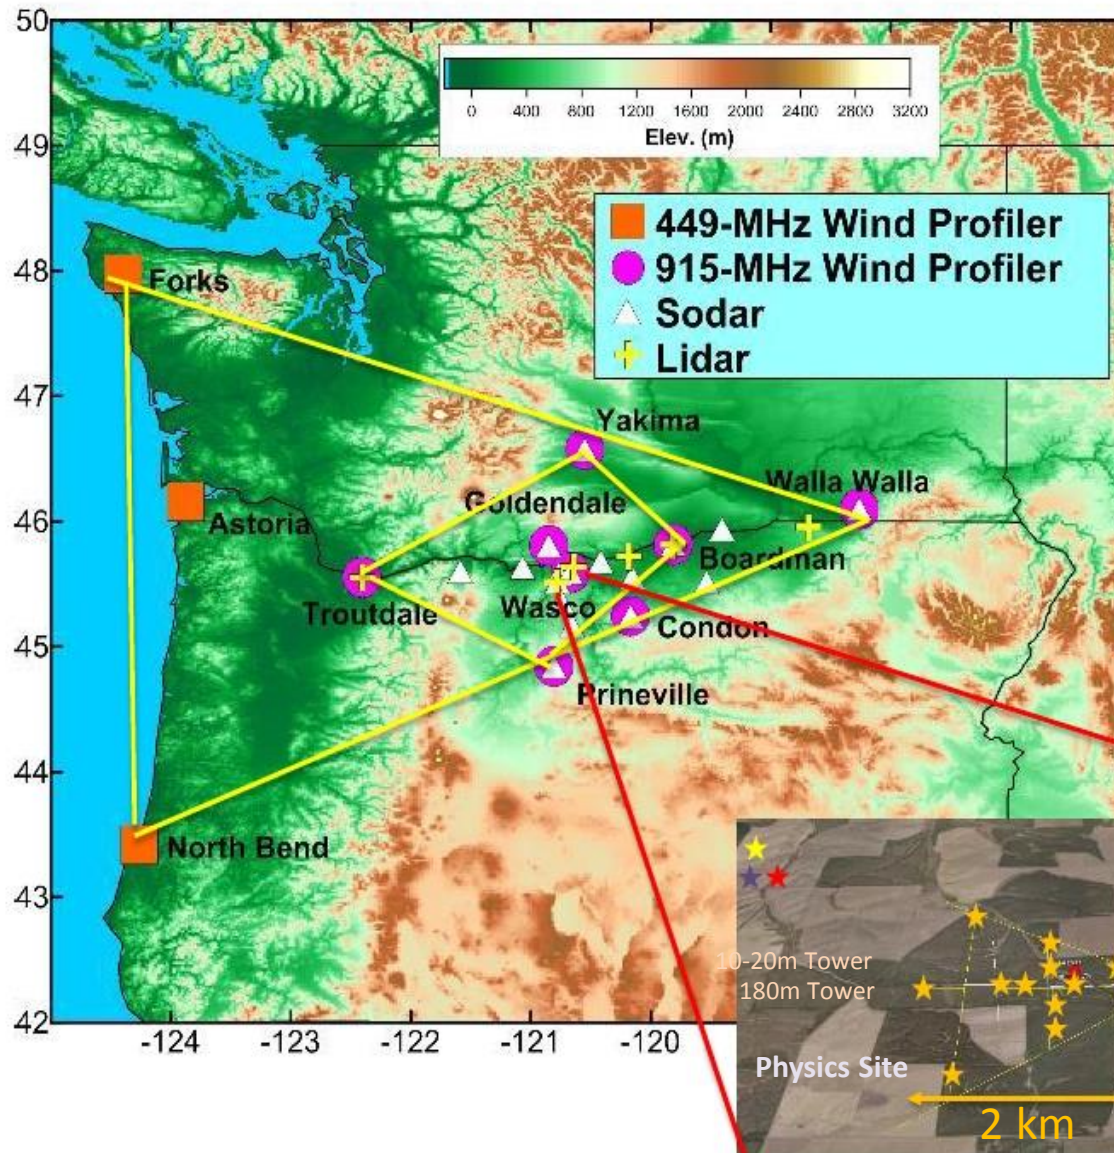 50
49
48
47
46
45
44
43
42
-124
-123
-122
-121
-120
0 400 800 1200 1600 2000 2400 2800 3200
Elev. (m)
449-MHz Wind Profiler
915-MHz Wind Profiler
Sodar
Lidar
Forks
Yakima
Walla Walla
Goldendale
Astoria
Boardman
Troutdale
Wasco
Condon
Prineville
North Bend
10-20m Tower
180m Tower
Physics Site
2 km